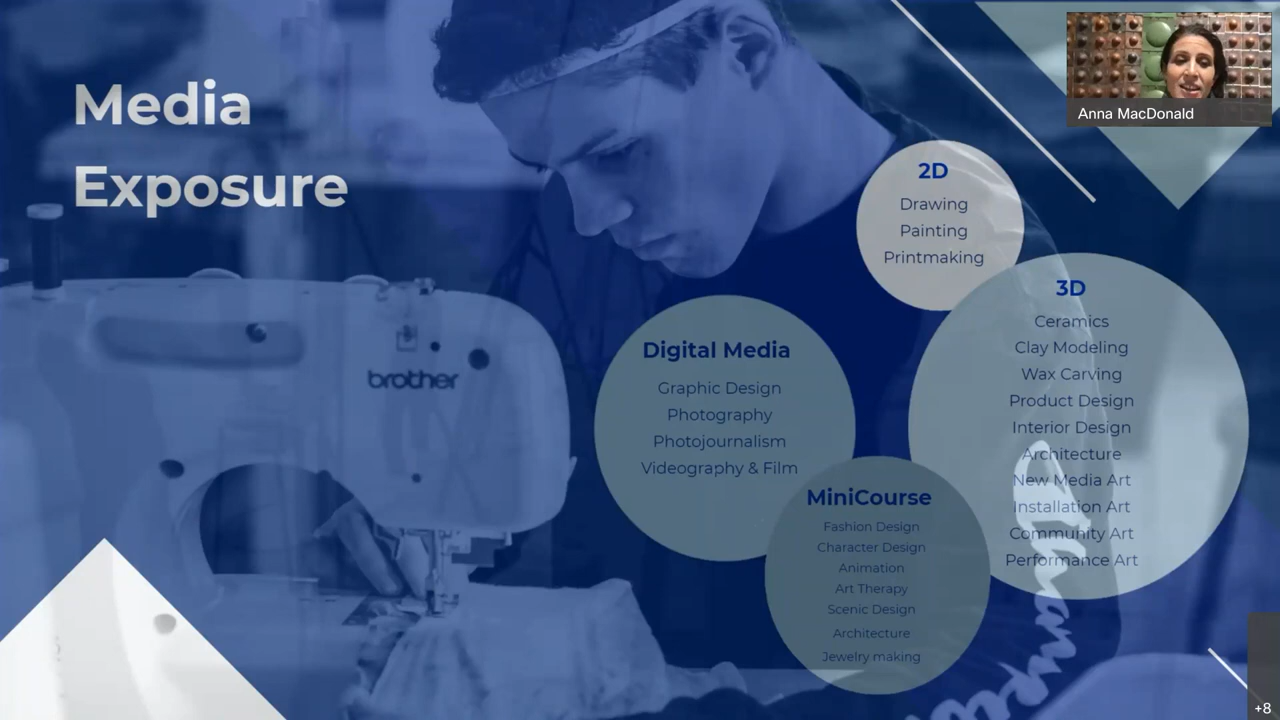 Media
Exposure
Anna MacDonald
2D
Drawing
Painting
Printmaking
3D
Ceramics
Clay Modeling
Wax Carving
Product Design
Interior Design
Architecture
New Media Art
Installation Art
Community Art
Performance Art
Digital Media
Graphic Design
Photography
Photojournalism
Videography & Film
MiniCourse
Fashion Design
Character Design
Animation
Art Therapy
Scenic Design
Architecture
Jewelry making
brother
+8